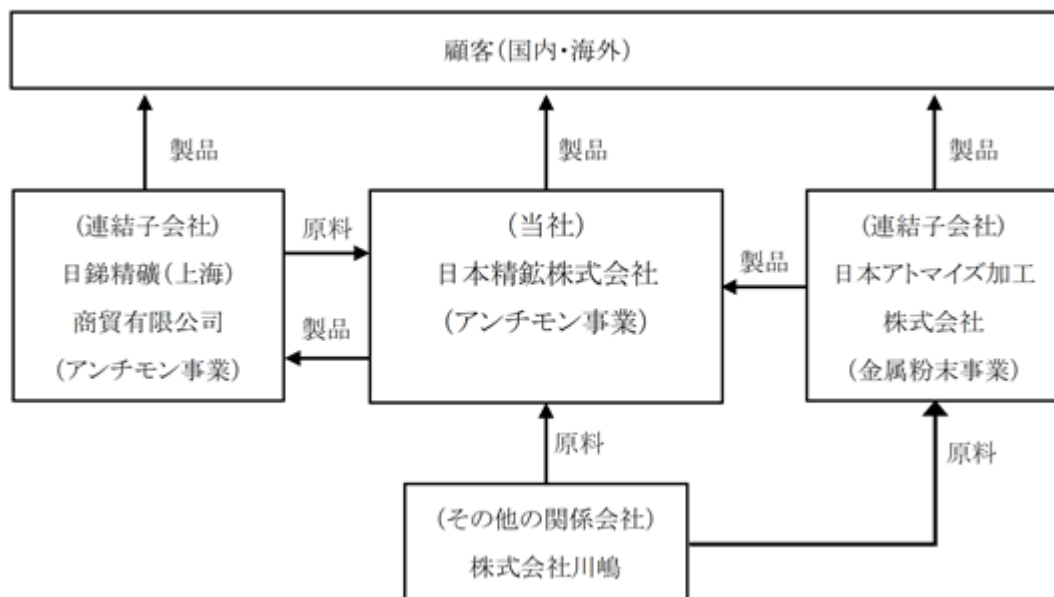 顧客(国内・海外)
製品
製品
製品
(連結子会社)
日銻精礦(上海)
商貿有限公司
(アンチモン事業)
原料
製品
(当社)
日本精鉱株式会社
(アンチモン事業)
製品
(連結子会社)
日本アトマイズ加工
株式会社
(金属粉末事業)
原料
原料
(その他の関係会社)
株式会社川嶋